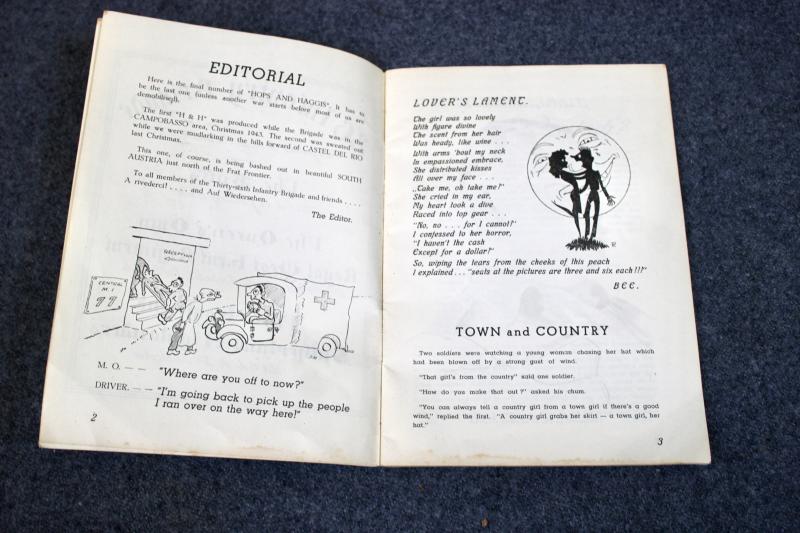 EDITORIAL
Here is the final number of "HOPS AND HAGGIS", it has to
be the last one (unless another war starts before most of us are
demobilised).
The first "H & H" was produced while the Brigade was in the
CAMPOBASSO area, Christmas 1943. The second was sweated out
while we were mudlarking in the hills forward of CASTEL DEL RIO
last Christmas.
This one, of course, is being bashed out in beautiful SOUTH
AUSTRIA just north of the Frat Frontier.
To all members of the Thirty-sixth Infantry Brigade and friends . . . .
A rivederci! . . . . and Auf Wiedersehen.
The Editor.
RECEPTION
CENTRAL
M. I.
77
M. O. — — "Where are you off to now?"
DRIVER. — — "I'm going back to pick up the people
I ran over on the way here!"
2
LOVER'S LAMENT.
The girl was so lovely
With figure divine
The scent from her hair
Was heady, like wine . . .
With arms 'bout my neck
In empassioned embrace,
She distributed kisses
All over my face . . .
„Take me, oh take me!"
She cried in my ear,
My heart took a dive
Raced into top gear . . .
"No, no . . . for I cannot?"
I confessed to her horror,
"I haven't the cash
Except for a dollar!"
So, wiping the tears from the cheeks of this peach
I explained . . . "seats at the pictures are three and six each!!!"
BEE.
TOWN and COUNTRY
Two soldiers were watching a young woman chasing her hat which
had been blown off by a strong gust of wind.
"That girl's from the country" said one soldier.
"How do you make that out ?" asked his chum.
"You can always tell a country girl from a town girl if there's a good
wind," replied the first. "A country girl grabs her skirt — a town girl, her
hat."
3